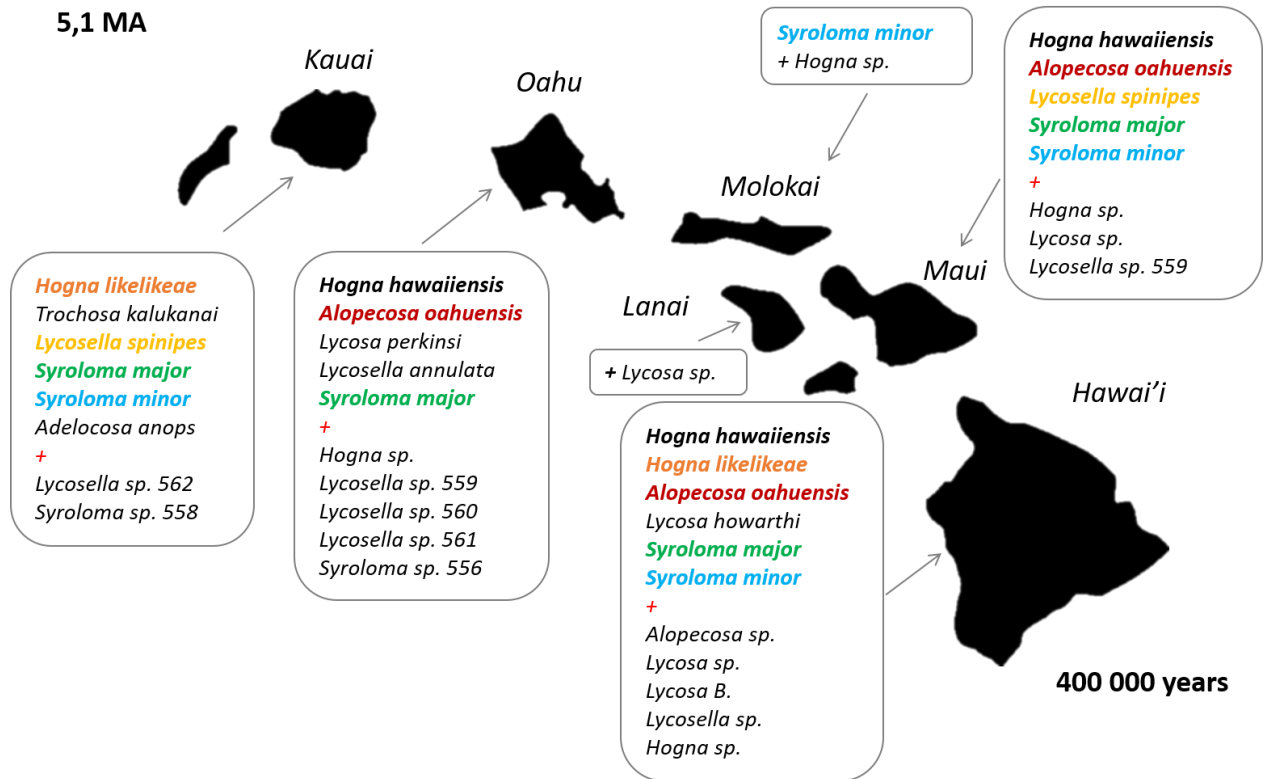 5,1 MA
Kauai
Oahu
Syroloma minor
+ Hogna sp.
Hogna hawaiiensis
Alopecosa oahuensis
Lycosella spinipes
Syroloma major
Syroloma minor
+
Hogna sp.
Lycosa sp.
Lycosella sp. 559
Molokai
Maui
Lanai
+ Lycosa sp.
Hawai’i
Hogna likelikeae
Trochosa kalukanai
Lycosella spinipes
Syroloma major
Syroloma minor
Adelocosa anops
+
Lycosella sp. 562
Syroloma sp. 558
Hogna hawaiiensis
Alopecosa oahuensis
Lycosa perkinsi
Lycosella annulata
Syroloma major
+
Hogna sp.
Lycosella sp. 559
Lycosella sp. 560
Lycosella sp. 561
Syroloma sp. 556
Hogna hawaiiensis
Hogna likelikeae
Alopecosa oahuensis
Lycosa howarthi
Syroloma major
Syroloma minor
+
Alopecosa sp.
Lycosa sp.
Lycosa B.
Lycosella sp.
Hogna sp.
400 000 years